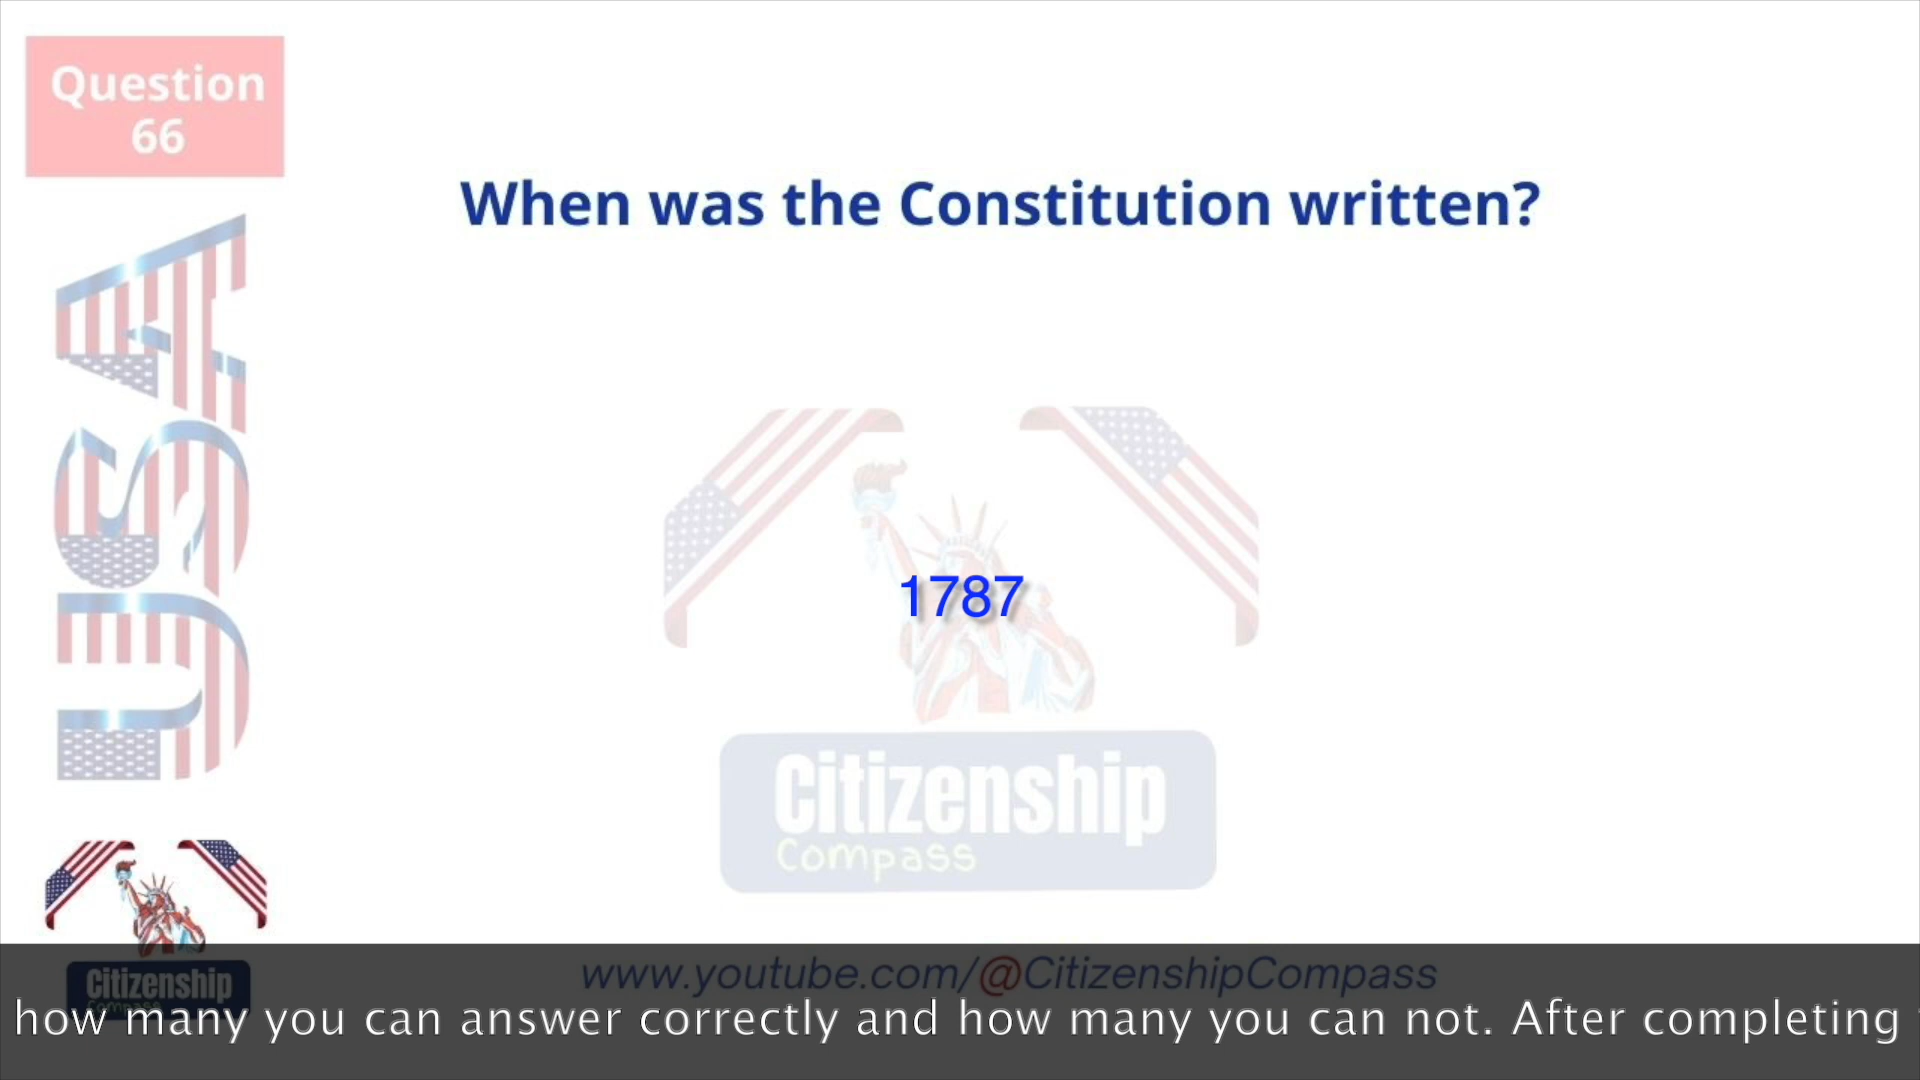 Question
66
When was the Constitution written?
USA
1787
Citizenship
Compass
Citizenship
Compass
www.youtube.com/@CitizenshipCompass
how many you can answer correctly and how many you can not. After completing